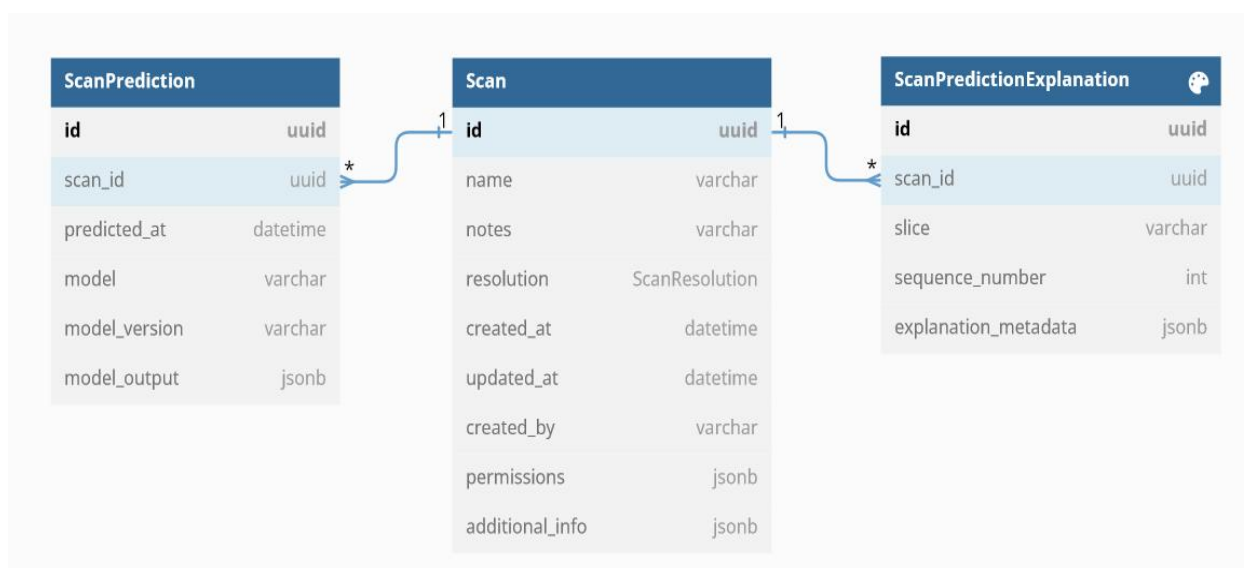 ScanPrediction
id uuid
scan_id uuid
predicted_at datetime
model varchar
model_version varchar
model_output jsonb
*
1
Scan
id uuid
name varchar
notes varchar
resolution ScanResolution
created_at datetime
updated_at datetime
created_by varchar
permissions jsonb
additional_info jsonb
1
*
ScanPredictionExplanation
id uuid
scan_id uuid
slice varchar
sequence_number int
explanation_metadata jsonb